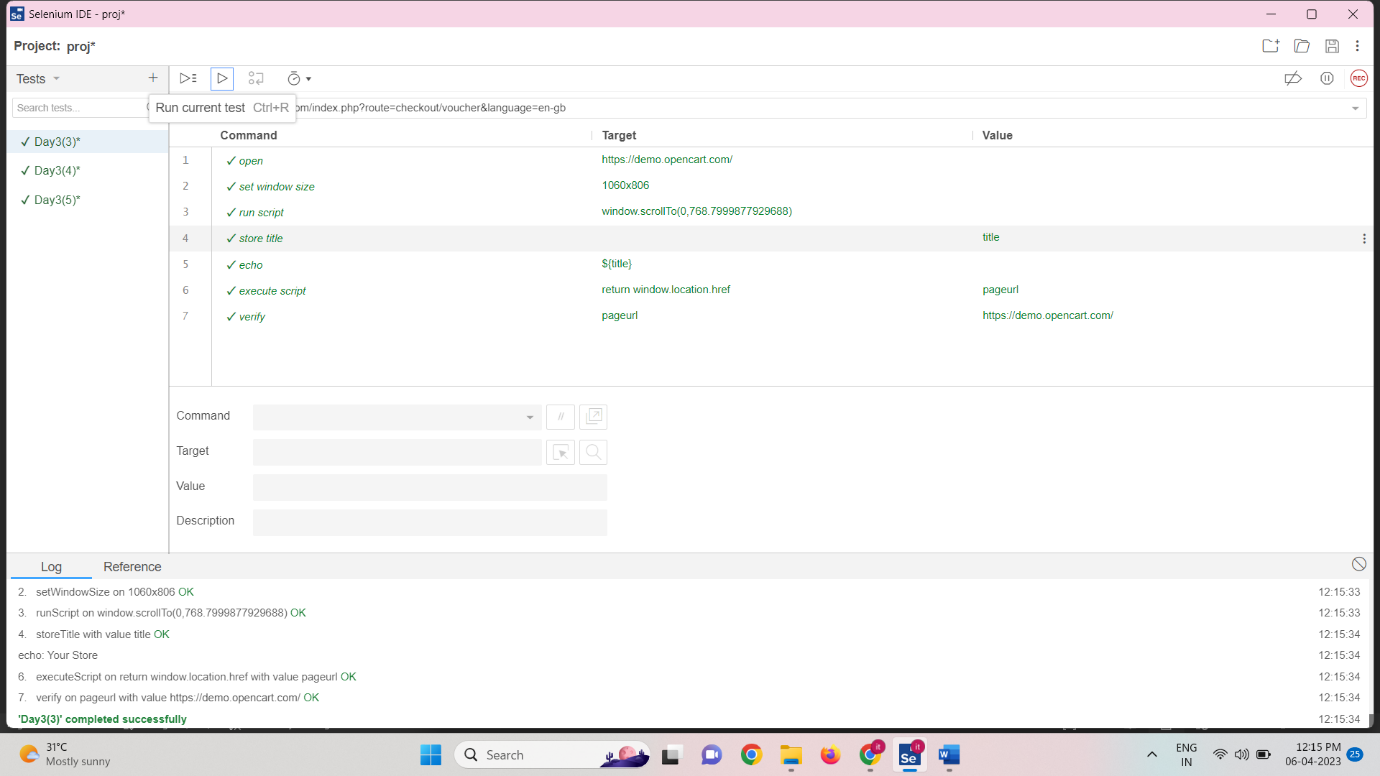 Selenium IDE - proj*
Project: proj*
Tests
Search tests...
Run current test Ctrl+R
om/index.php?route=checkout/voucher&language=en-gb
REC
Command Target Value
Day3(3)*
Day3(4)*
Day3(5)*
1 open https://demo.opencart.com/
2 set window size 1060x806
3 run script window.scrollTo(0,768.7999877929688)
4 store title title
5 echo ${title}
6 execute script return window.location.href pageurl
7 verify pageurl https://demo.opencart.com/
Command //
Target
Value
Description
Log Reference
2. setWindowSize on 1060x806 OK 12:15:33
3. runScript on window.scrollTo(0,768.7999877929688) OK 12:15:33
4. storeTitle with value title OK 12:15:34
echo: Your Store 12:15:34
6. executeScript on return window.location.href with value pageurl OK 12:15:34
7. verify on pageurl with value https://demo.opencart.com/ OK 12:15:34
'Day3(3)' completed successfully 12:15:34
31°C
Mostly sunny
Search
ENG
IN
12:15 PM
06-04-2023
25